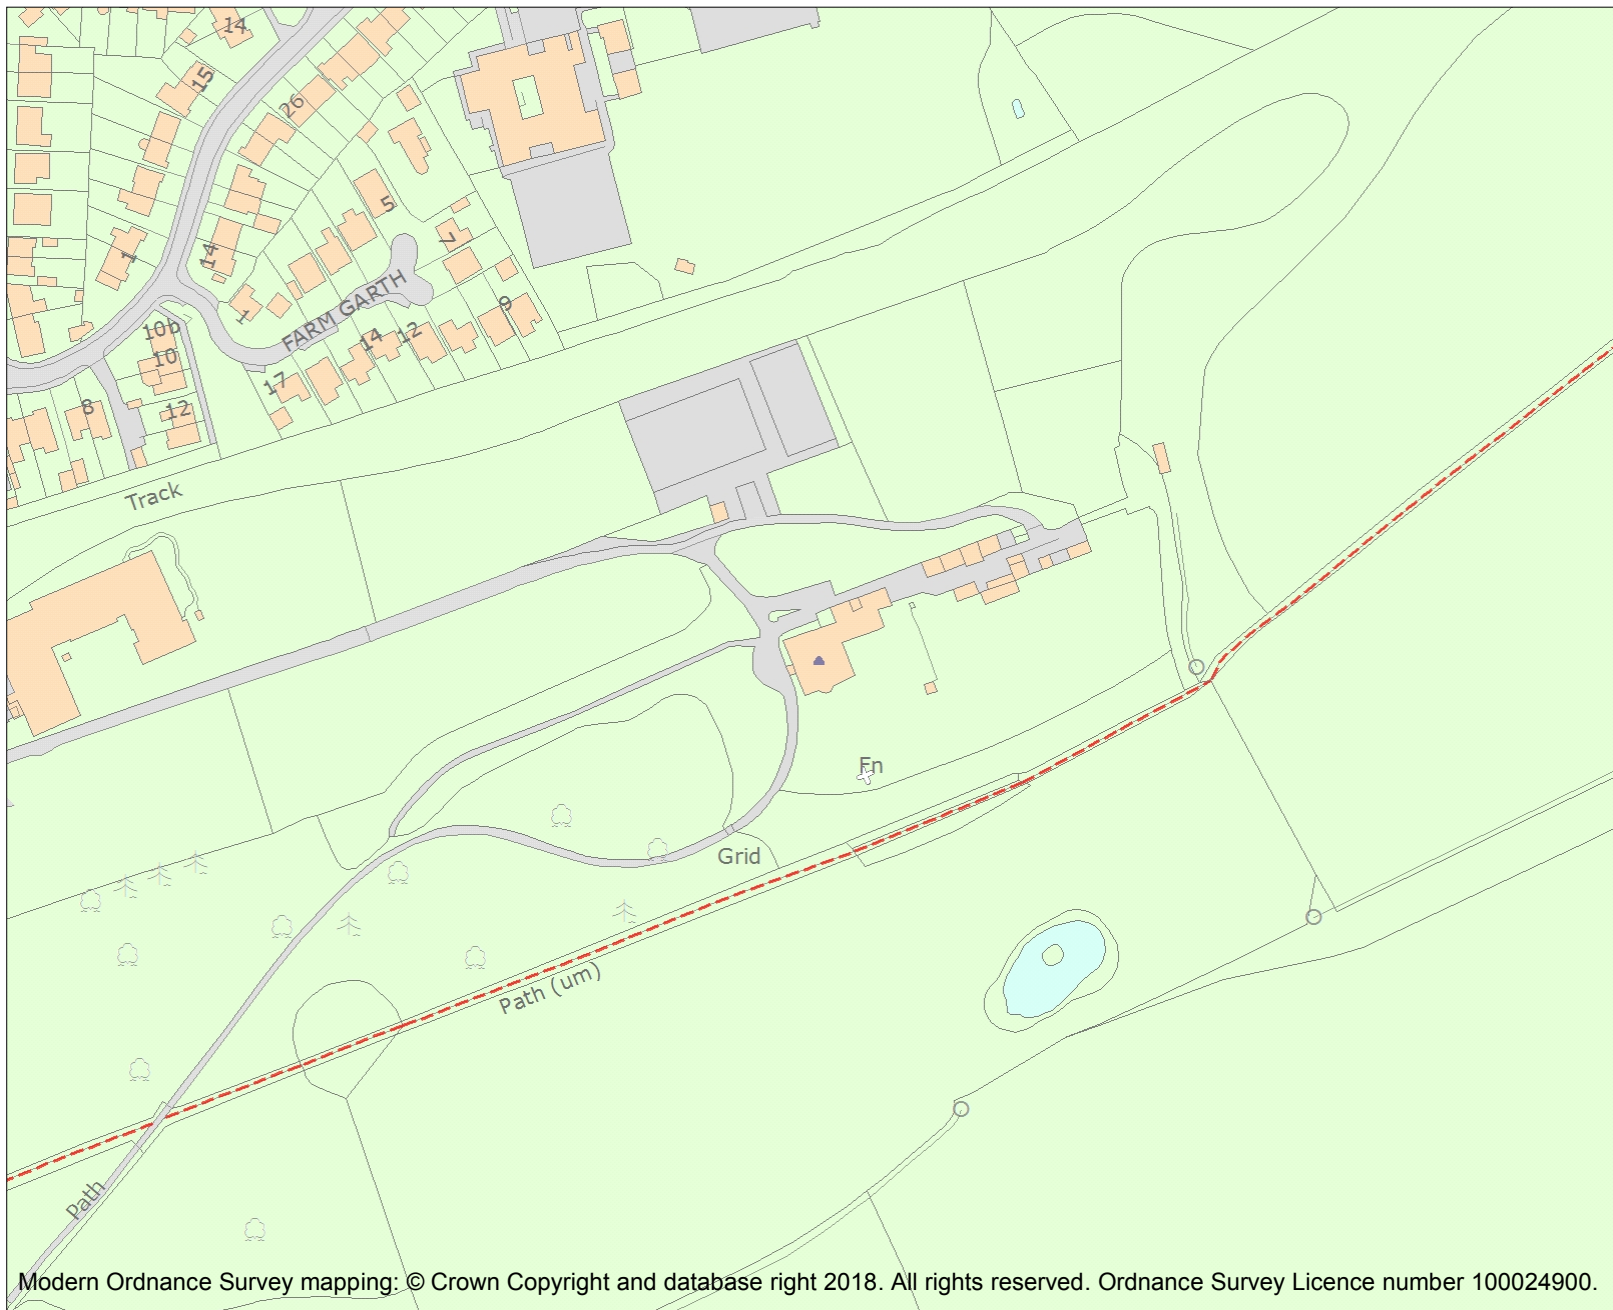 14
15
26
5
7
1
14
9
FARM GARTH
1
10b
14
12
10
17
8
12
Track
Fn
Grid
Path (um)
Path
Modern Ordnance Survey mapping: © Crown Copyright and database right 2018. All rights reserved. Ordnance Survey Licence number 100024900.